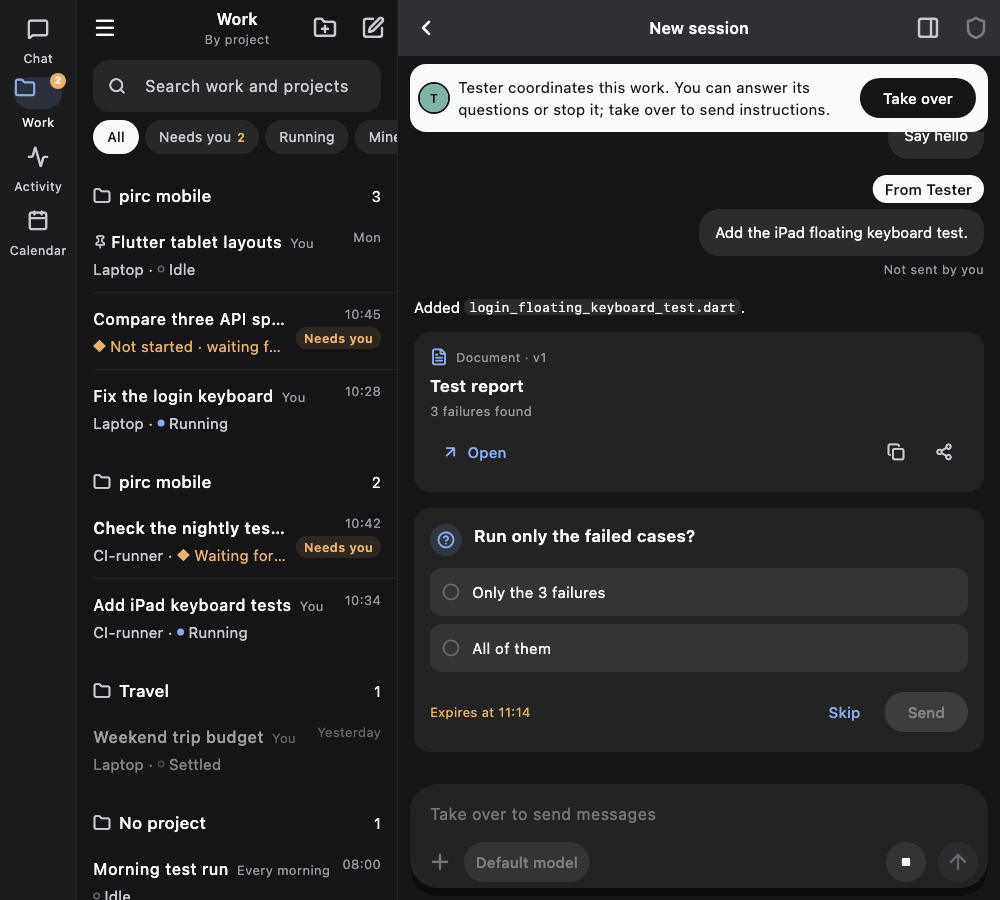 Chat
2
Work
Activity
Calendar
Work
By project
Search work and projects
All
Needs you 2
Running
Mine
pirc mobile
3
Flutter tablet layouts You
Mon
Laptop · Idle
Compare three API sp...
10:45
Not started · waiting f...
Needs you
Fix the login keyboard You
10:28
Laptop · Running
pirc mobile
2
Check the nightly tes...
10:42
CI-runner · Waiting for...
Needs you
Add iPad keyboard tests You
10:34
CI-runner · Running
Travel
1
Weekend trip budget You
Yesterday
Laptop · Settled
No project
1
Morning test run Every morning
08:00
Idle
New session
T
Tester coordinates this work. You can answer its
questions or stop it; take over to send instructions.
Take over
Say hello
From Tester
Add the iPad floating keyboard test.
Not sent by you
Added login_floating_keyboard_test.dart.
Document · v1
Test report
3 failures found
Open
Run only the failed cases?
Only the 3 failures
All of them
Expires at 11:14
Skip
Send
Take over to send messages
Default model